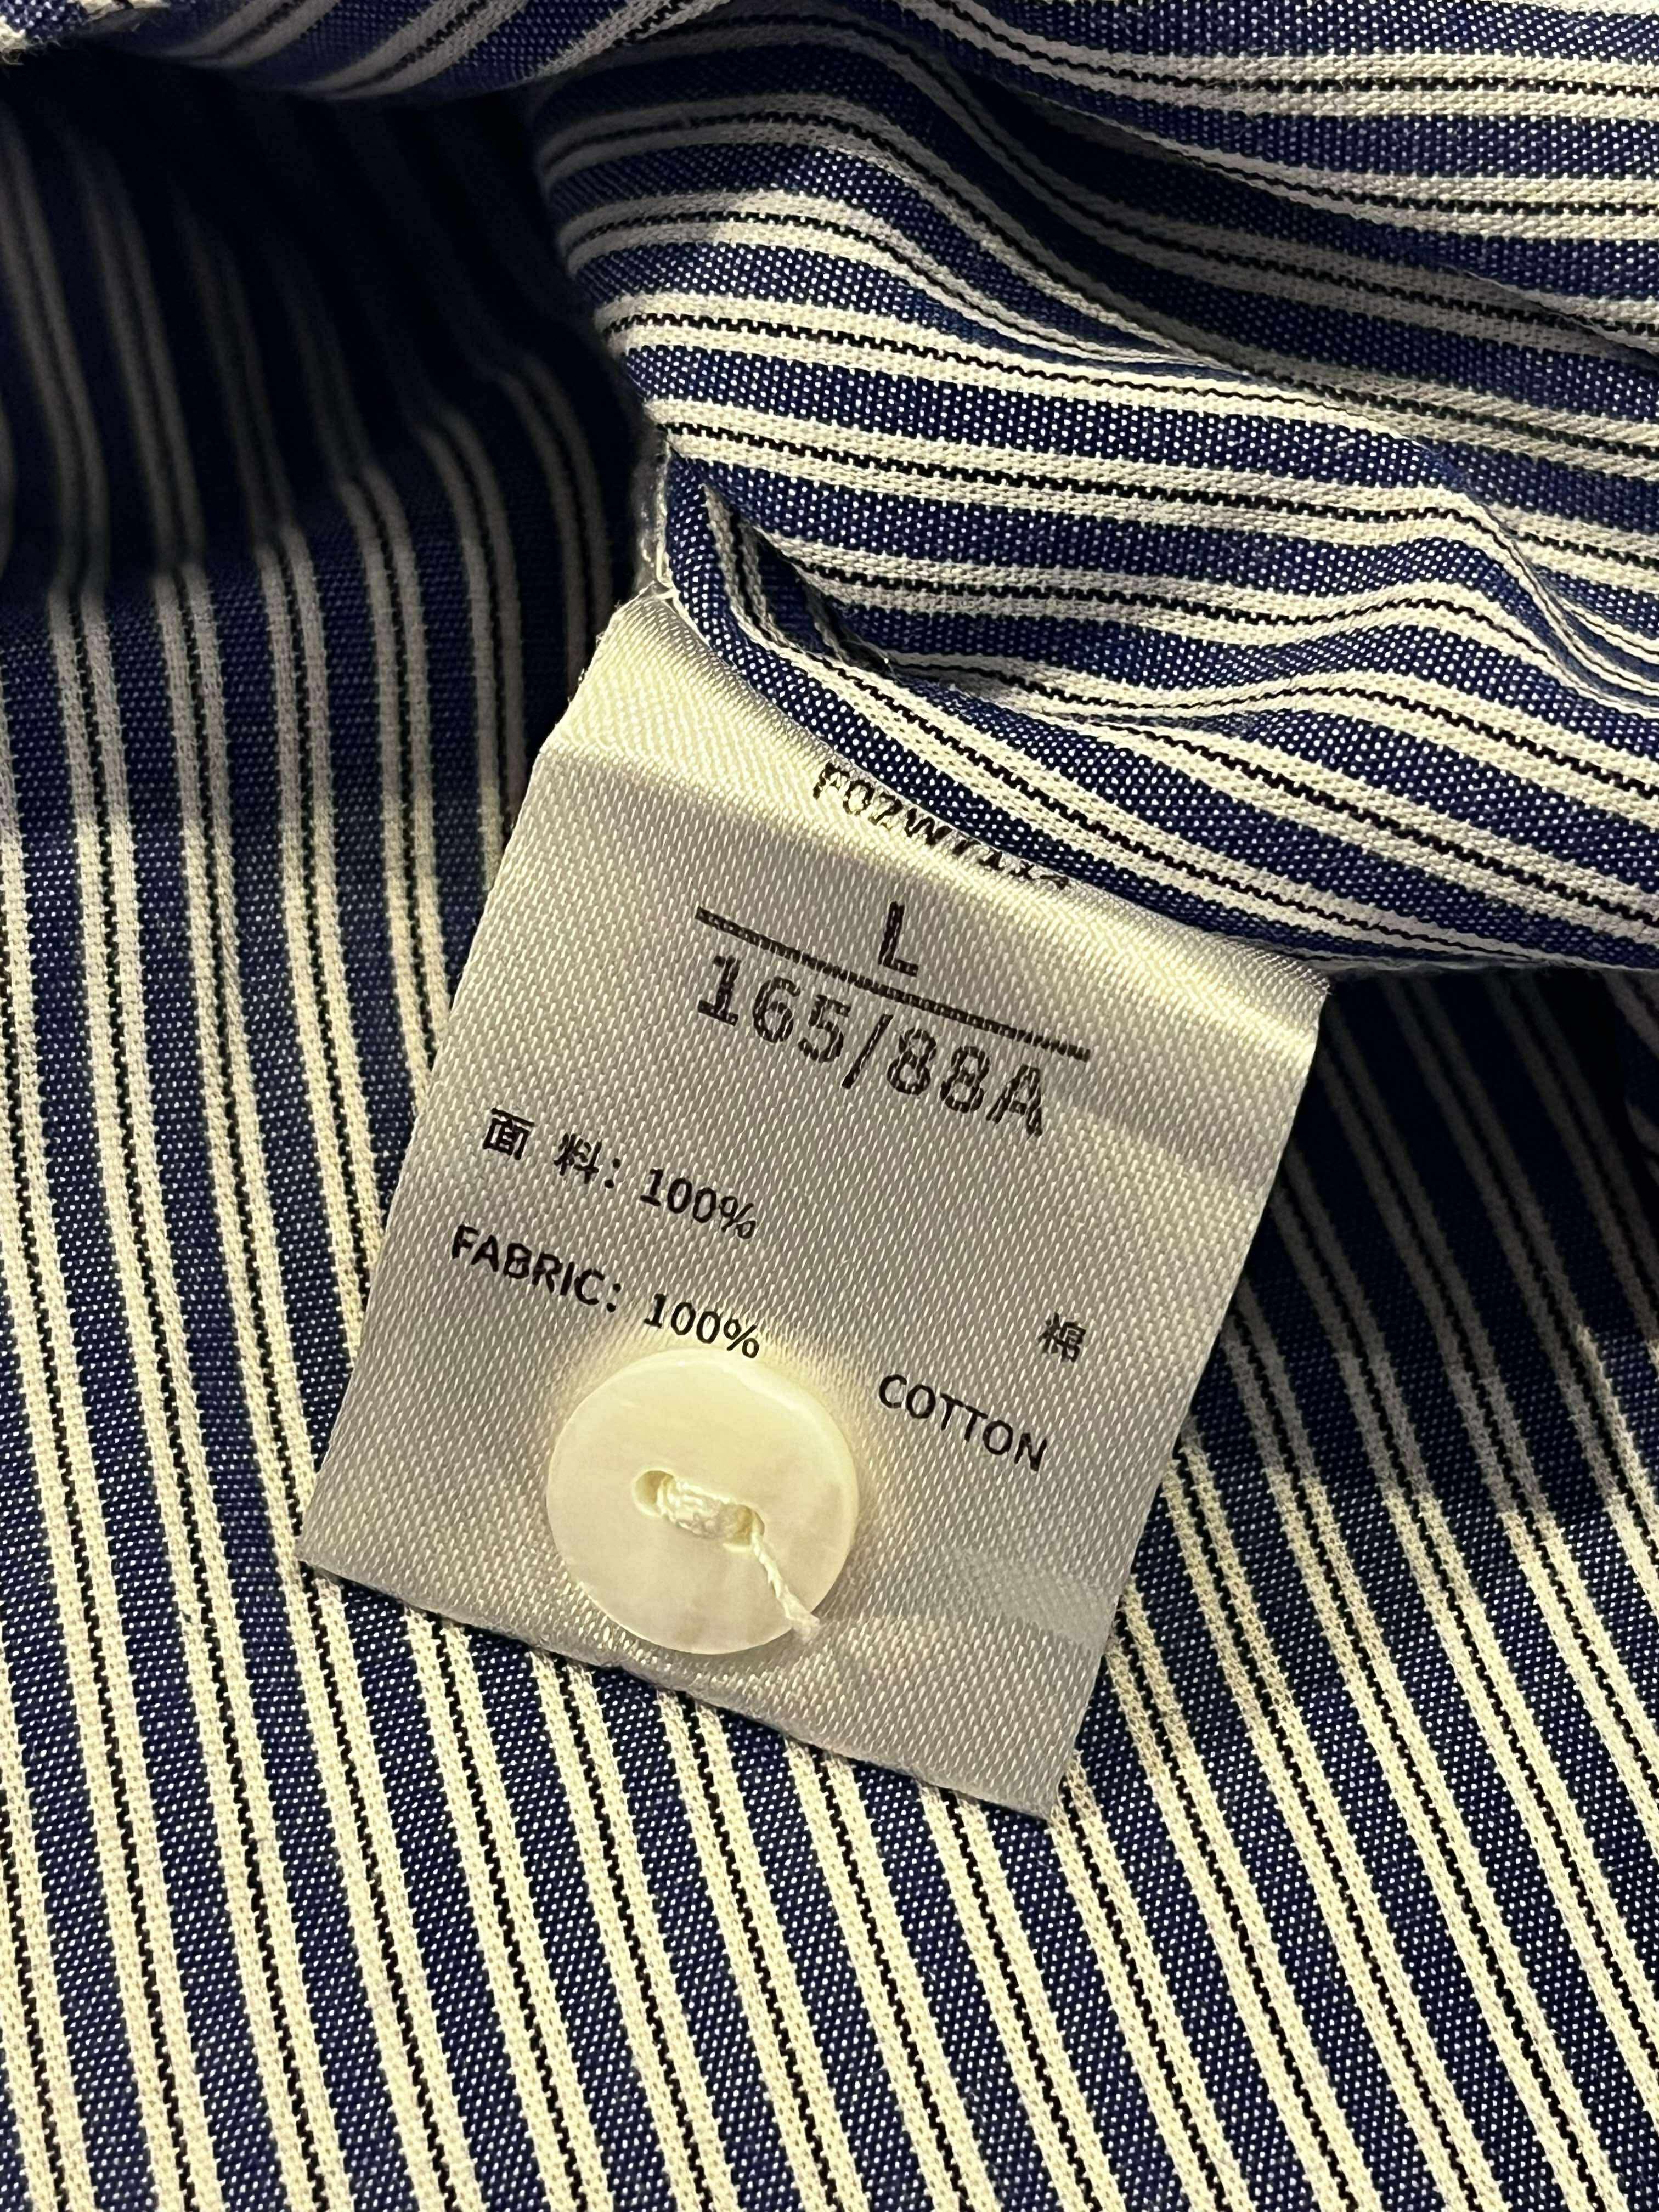 L
165/88A
面 料: 100%
棉
FABRIC: 100%
COTTON